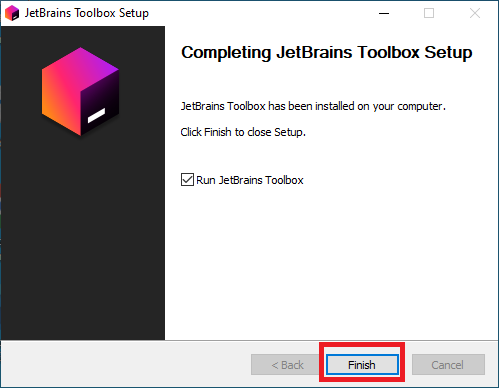 JetBrains Toolbox Setup
Completing JetBrains Toolbox Setup
JetBrains Toolbox has been installed on your computer.
Click Finish to close Setup.
Run JetBrains Toolbox
< Back
Finish
Cancel